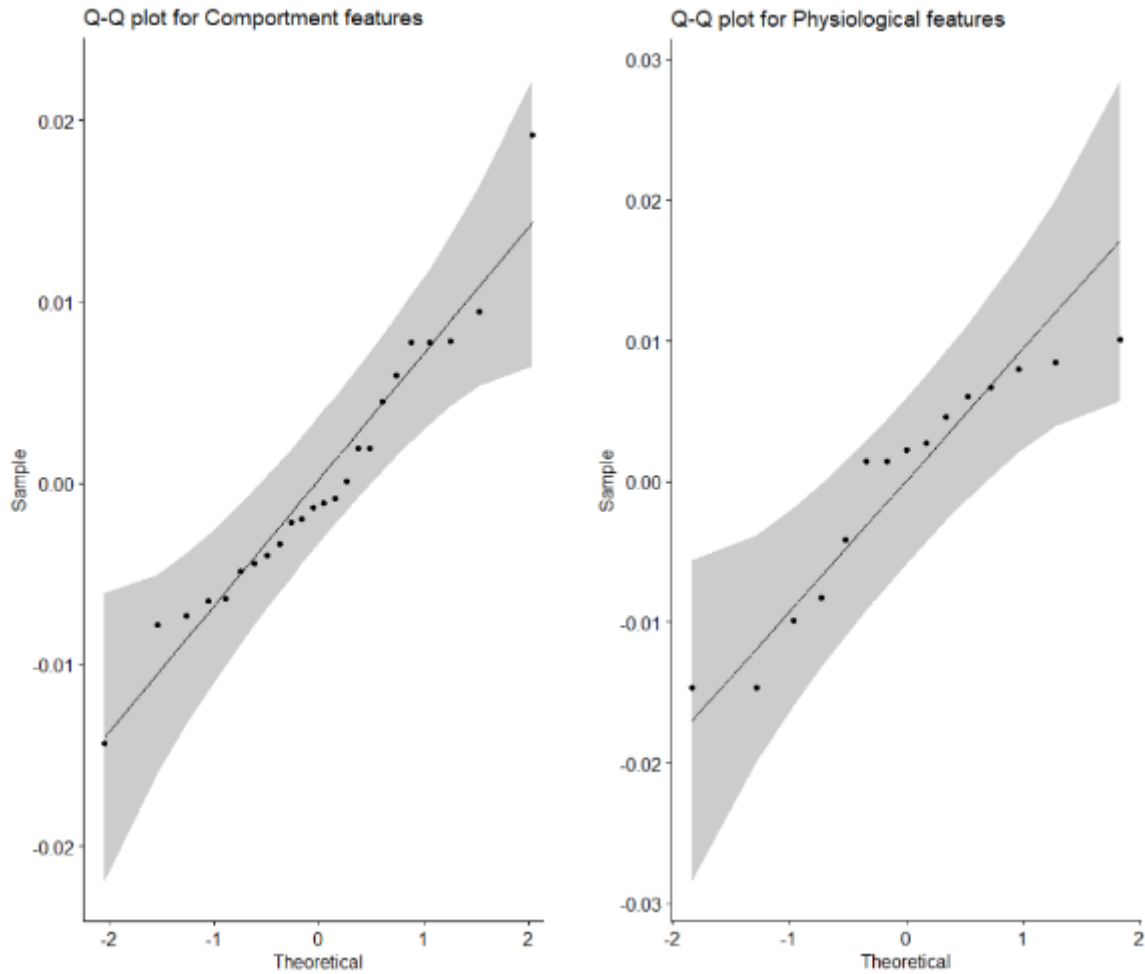 Q-Q plot for Comportment features
0.02
0.01
0.00
-0.01
-0.02
Sample
-2 -1 0 1 2
Theoretical
Q-Q plot for Physiological features
0.03
0.02
0.01
0.00
-0.01
-0.02
-0.03
Sample
-2 -1 0 1 2
Theoretical